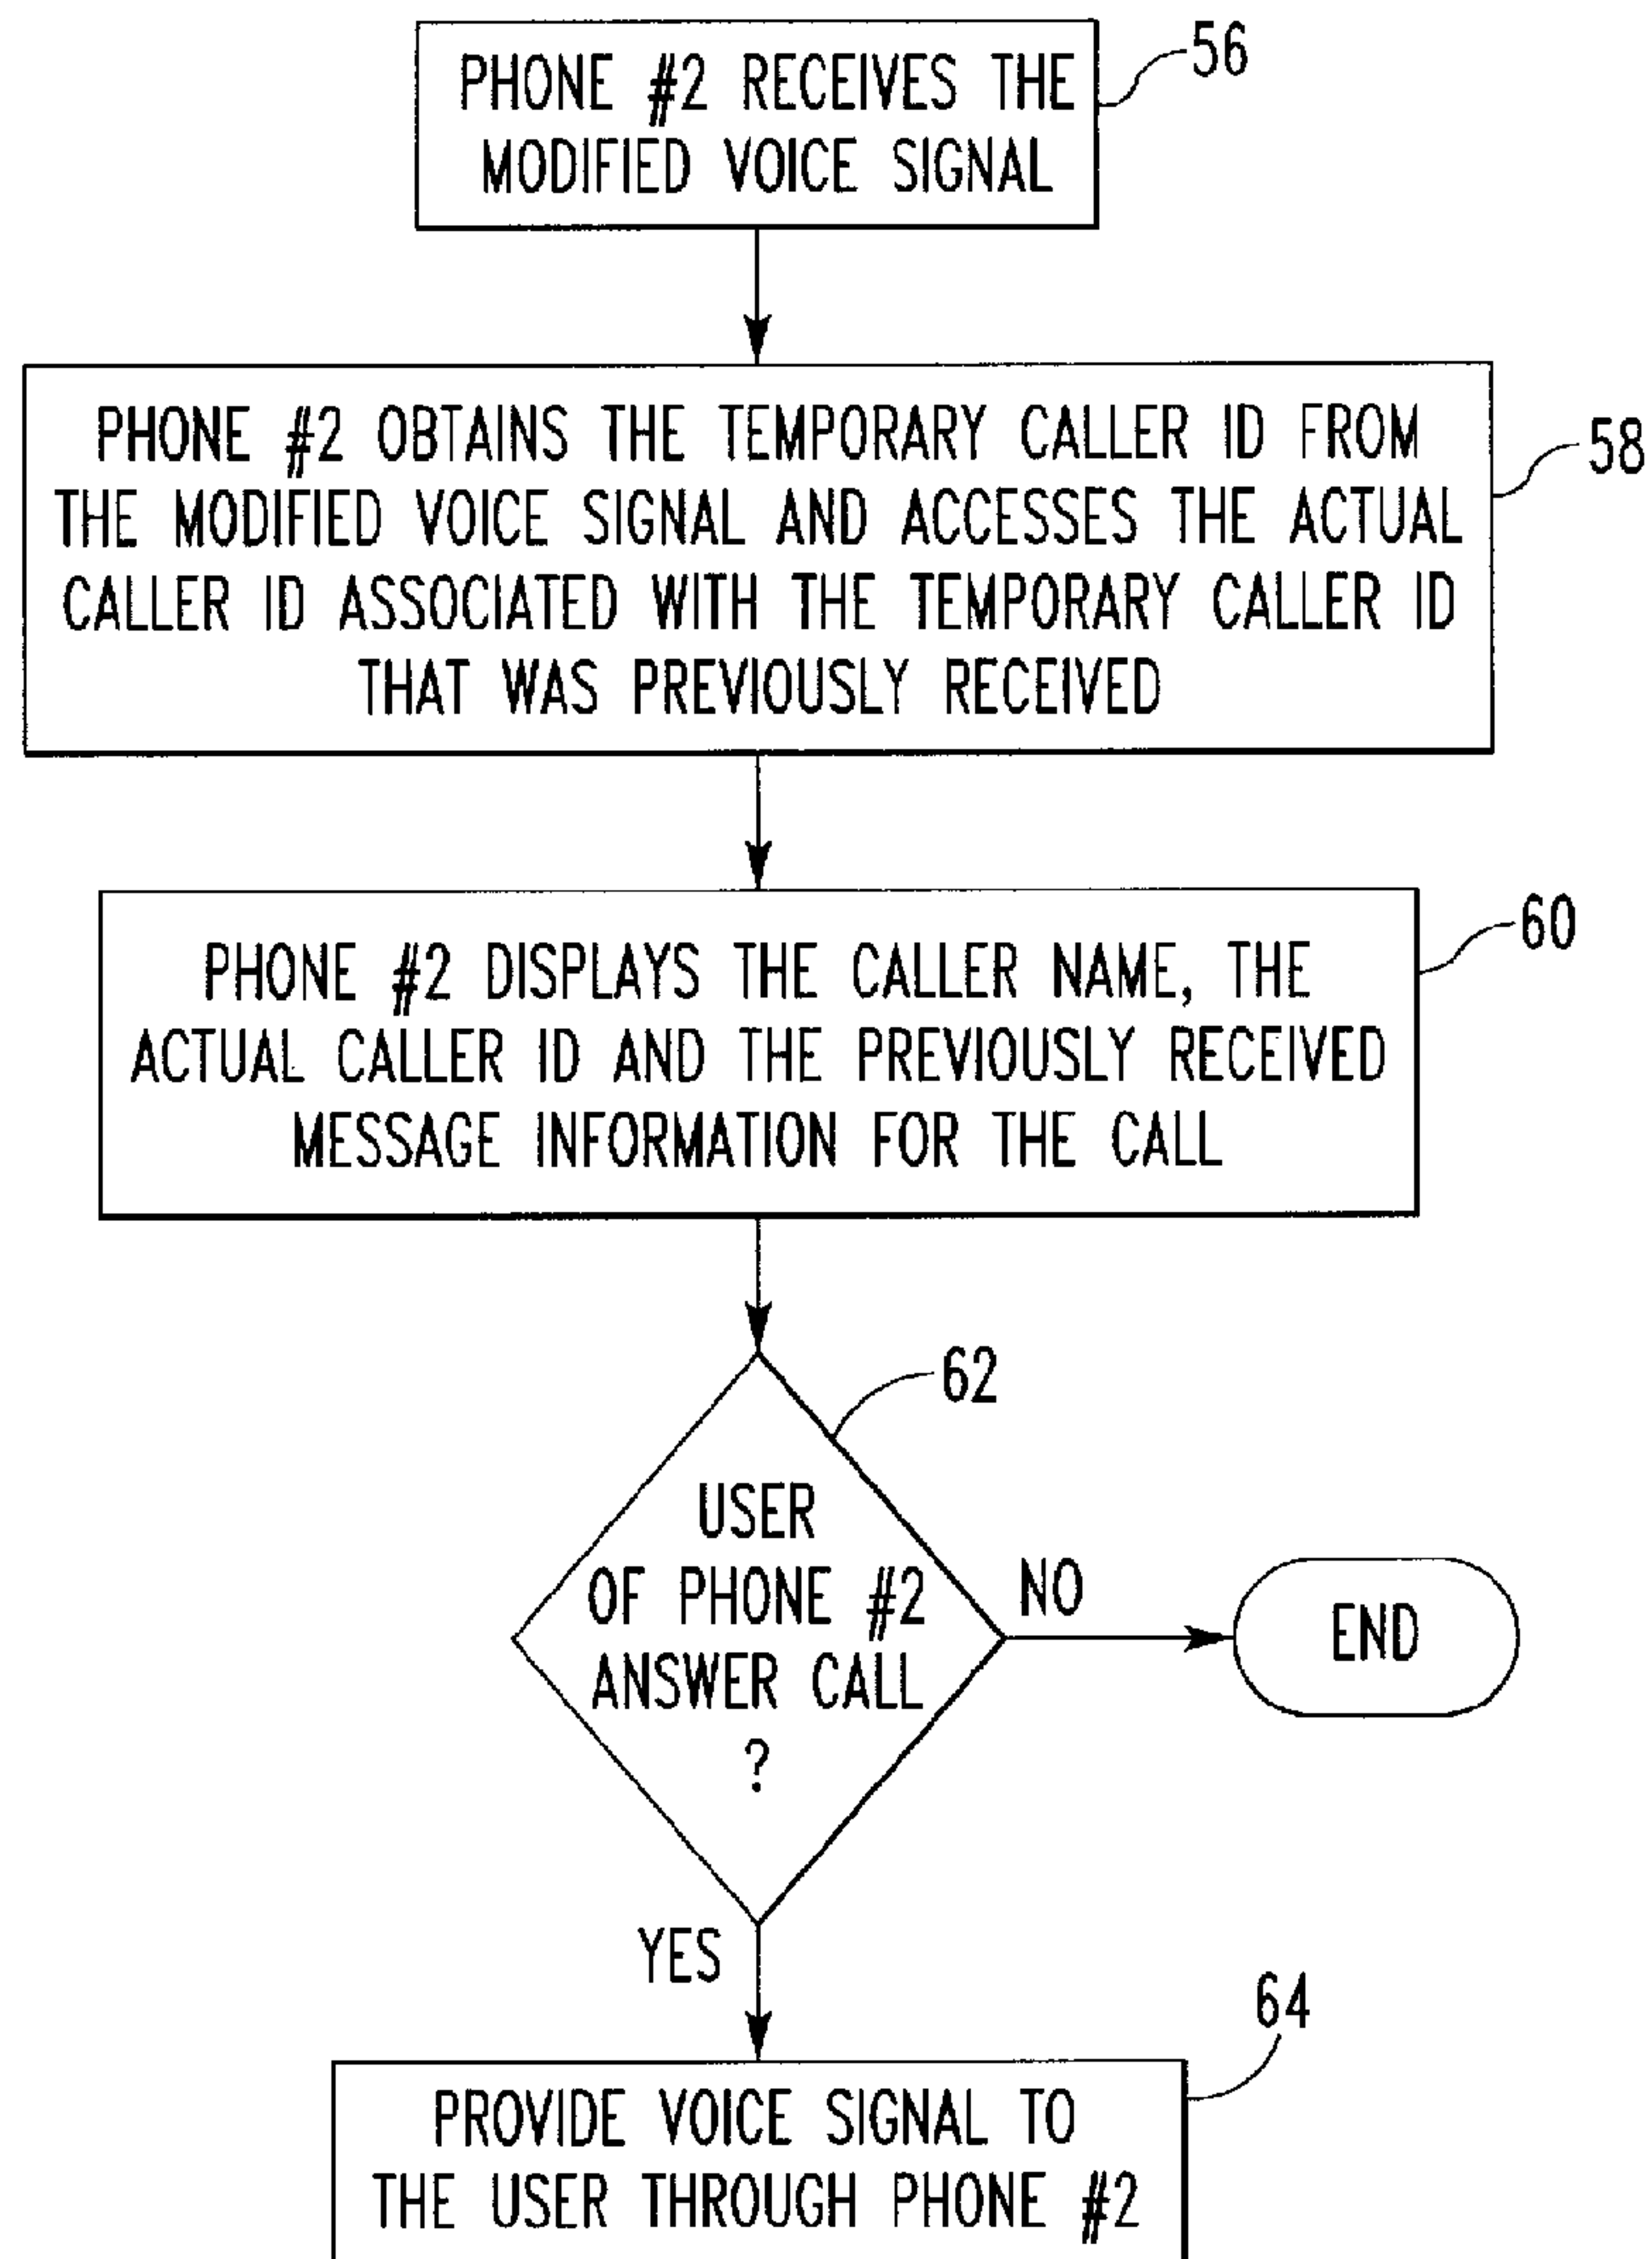 PHONE #2 RECEIVES THE
MODIFIED VOICE SIGNAL
56
PHONE #2 OBTAINS THE TEMPORARY CALLER ID FROM
THE MODIFIED VOICE SIGNAL AND ACCESSES THE ACTUAL
CALLER ID ASSOCIATED WITH THE TEMPORARY CALLER ID
THAT WAS PREVIOUSLY RECEIVED
58
PHONE #2 DISPLAYS THE CALLER NAME, THE
ACTUAL CALLER ID AND THE PREVIOUSLY RECEIVED
MESSAGE INFORMATION FOR THE CALL
60
62
USER
OF PHONE #2
ANSWER CALL
?
NO
END
YES
64
PROVIDE VOICE SIGNAL TO
THE USER THROUGH PHONE #2